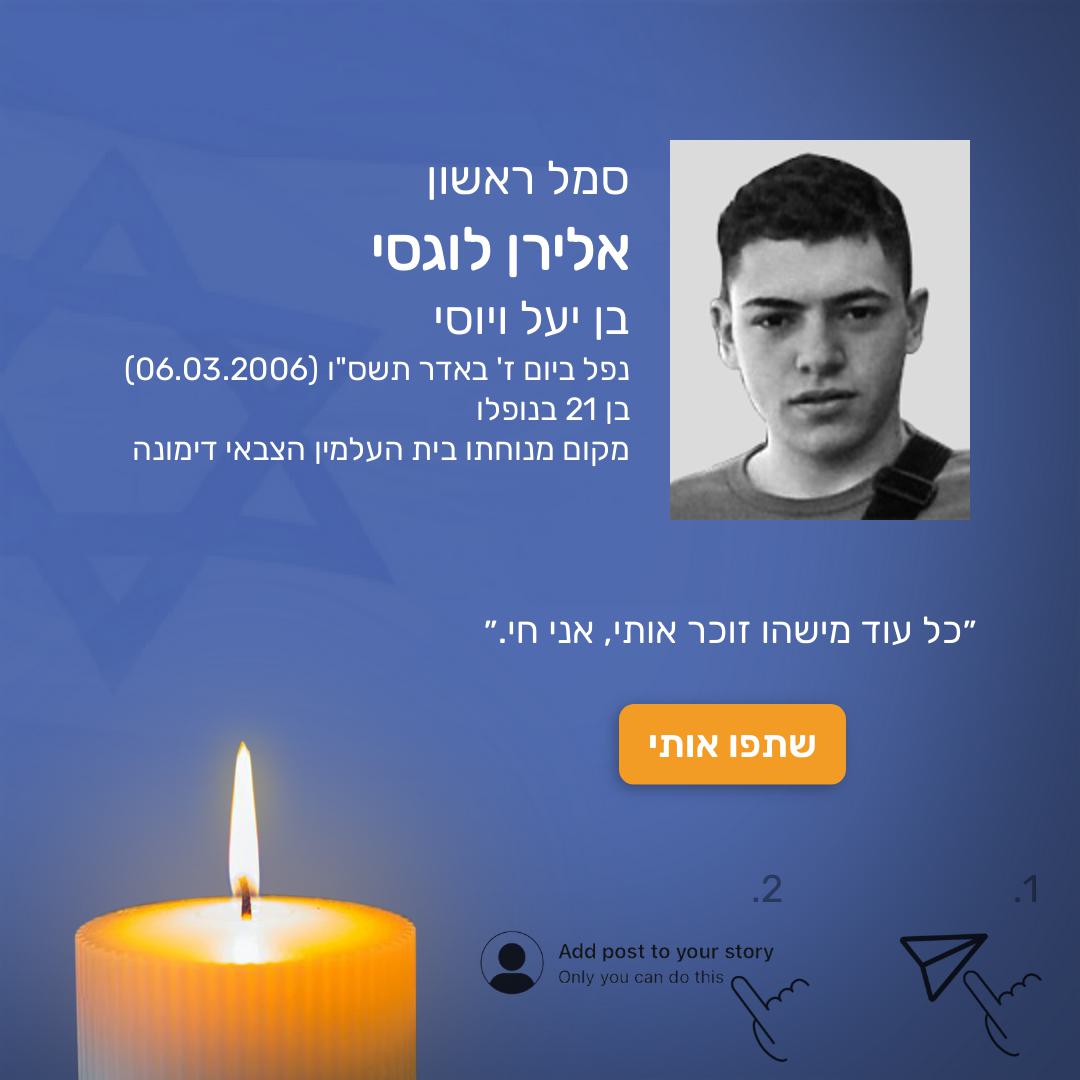 סמל ראשון
אלירן לוגסי
בן יעל ויוסי
נפל ביום ז' באדר תשס"ו (06.03.2006)
בן 21 בנופלו
מקום מנוחתו בית העלמין הצבאי דימונה
״כל עוד מישהו זוכר אותי, אני חי.״
שתפו אותי
1.
2.
Add post to your story
Only you can do this